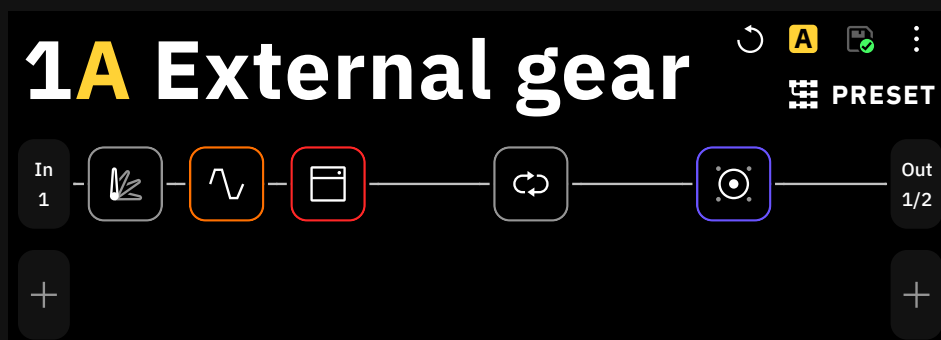 1A External gear
A
PRESET
In
1
Out
1/2